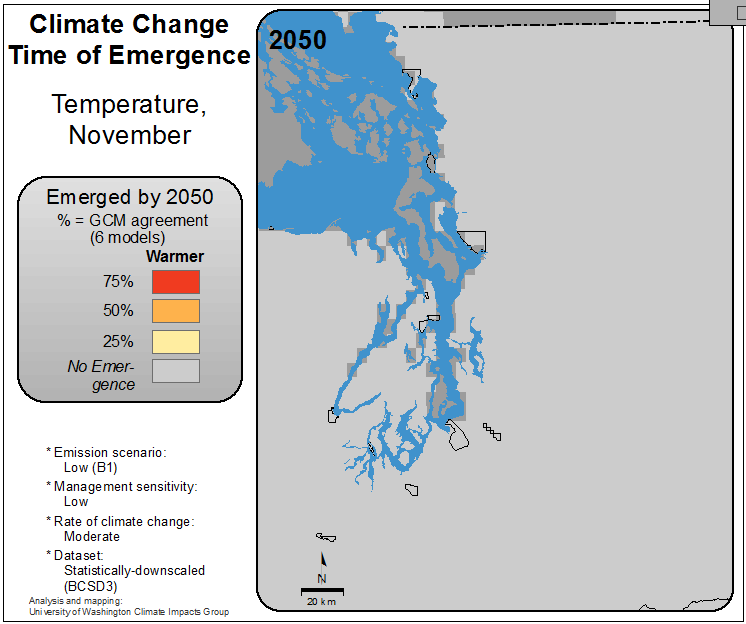 Climate Change
Time of Emergence
Temperature,
November
Emerged by 2050
% = GCM agreement
(6 models)
Warmer
75%
50%
25%
No Emer-
gence
* Emission scenario:
Low (B1)
* Management sensitivity:
Low
* Rate of climate change:
Moderate
* Dataset:
Statistically-downscaled
(BCSD3)
Analysis and mapping:
University of Washington Climate Impacts Group
2050
N
20 km